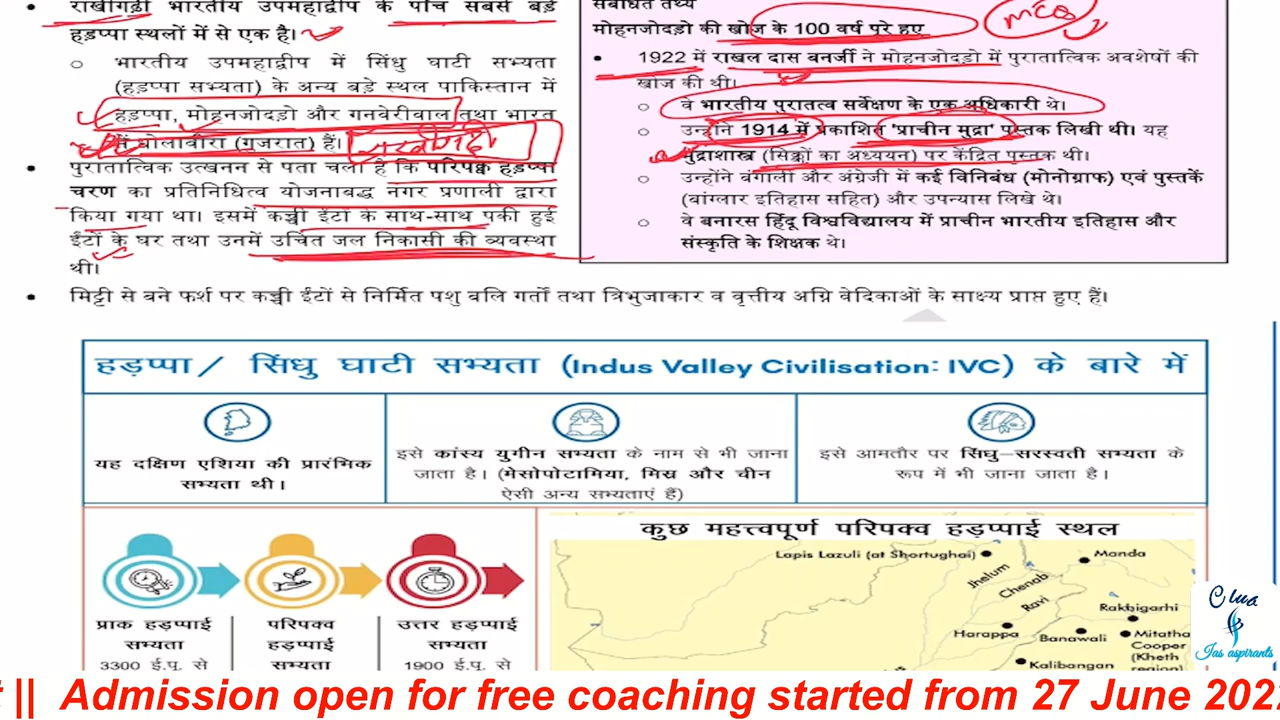 राखीगढ़ी भारतीय उपमहाद्वीप के पाँच सबसे बड़े
हड़प्पा स्थलों में से एक है।
○ भारतीय उपमहाद्वीप में सिंधु घाटी सभ्यता
(हड़प्पा सभ्यता) के अन्य बड़े स्थल पाकिस्तान में
हड़प्पा, मोहनजोदड़ो और गनवेरीवाल तथा भारत
में धोलावीरा (गुजरात) हैं।
• पुरातात्विक उत्खनन से पता चला है कि परिपक्व हड़प्पा
चरण का प्रतिनिधित्व योजनाबद्ध नगर प्रणाली द्वारा
किया गया था। इसमें कच्ची ईंटों के साथ-साथ पकी हुई
ईंटों के घर तथा उनमें उचित जल निकासी की व्यवस्था
थी।
• मिट्टी से बने फर्श पर कच्ची ईंटों से निर्मित पशु बलि गर्तों तथा त्रिभुजाकार व वृत्तीय अग्नि वेदिकाओं के साक्ष्य प्राप्त हुए हैं।
संबंधित तथ्य
मोहनजोदड़ो की खोज के 100 वर्ष पूरे हुए
MCQ
• 1922 में राखल दास बनर्जी ने मोहनजोदड़ो में पुरातात्विक अवशेषों की
खोज की थी।
○ वे भारतीय पुरातत्व सर्वेक्षण के एक अधिकारी थे।
○ उन्होंने 1914 में प्रकाशित 'प्राचीन मुद्रा' पुस्तक लिखी थी। यह
मुद्राशास्त्र (सिक्कों का अध्ययन) पर केंद्रित पुस्तक थी।
○ उन्होंने बंगाली और अंग्रेजी में कई विनिबंध (मोनोग्राफ) एवं पुस्तकें
(बांग्लार इतिहास सहित) और उपन्यास लिखे थे।
○ वे बनारस हिंदू विश्वविद्यालय में प्राचीन भारतीय इतिहास और
संस्कृति के शिक्षक थे।
हड़प्पा/ सिंधु घाटी सभ्यता (Indus Valley Civilisation: IVC) के बारे में
यह दक्षिण एशिया की प्रारंभिक
सभ्यता थी।
इसे कांस्य युगीन सभ्यता के नाम से भी जाना
जाता है। (मेसोपोटामिया, मिस्र और चीन
ऐसी अन्य सभ्यताएं हैं)
इसे आमतौर पर सिंधु–सरस्वती सभ्यता के
रूप में भी जाना जाता है।
प्राक हड़प्पाई
सभ्यता
3300 ई.पू. से
परिपक्व
हड़प्पाई
सभ्यता
उत्तर हड़प्पाई
सभ्यता
1900 ई.पू. से
कुछ महत्त्वपूर्ण परिपक्व हड़प्पाई स्थल
Lapis Lazuli (at Shortughai)
Manda
Jhelum
Chenab
Ravi
Rakhigarhi
Harappa
Banawali
Mitatha
Cooper
(Kheth
region)
Kalibangan
Clue
Ias aspirants
|| Admission open for free coaching started from 27 June 202